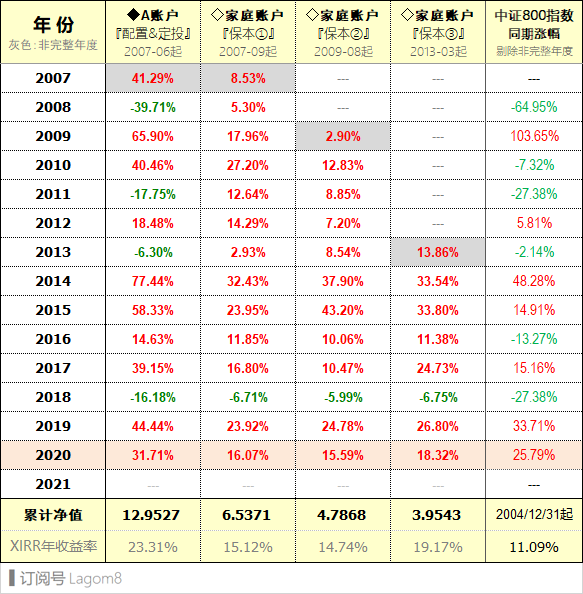 年份 ◆A账户 ◇家庭账户 ◇家庭账户 ◇家庭账户 中证800指数
『配置&定投』 『保本①』 『保本②』 『保本③』 同期涨幅
灰色:非完整年度 2007-06起 2007-09起 2009-08起 2013-03起 剔除非完整年度
2007 41.29% 8.53% --- --- ---
2008 -39.71% 5.30% --- --- -64.95%
2009 65.90% 17.96% 2.90% --- 103.65%
2010 40.46% 27.20% 12.83% --- -7.32%
2011 -17.75% 12.64% 8.85% --- -27.38%
2012 18.48% 14.29% 7.20% --- 5.81%
2013 -6.30% 2.93% 8.54% 13.86% -2.14%
2014 77.44% 32.43% 37.90% 33.54% 48.28%
2015 58.33% 23.95% 43.20% 33.80% 14.91%
2016 14.63% 11.85% 10.06% 11.38% -13.27%
2017 39.15% 16.80% 10.47% 24.73% 15.16%
2018 -16.18% -6.71% -5.99% -6.75% -27.38%
2019 44.44% 23.92% 24.78% 26.80% 33.71%
2020 31.71% 16.07% 15.59% 18.32% 25.79%
2021 --- --- --- --- ---
累计净值 12.9527 6.5371 4.7868 3.9543 2004/12/31起
XIRR年收益率 23.31% 15.12% 14.74% 19.17% 11.09%
订阅号 Lagom8